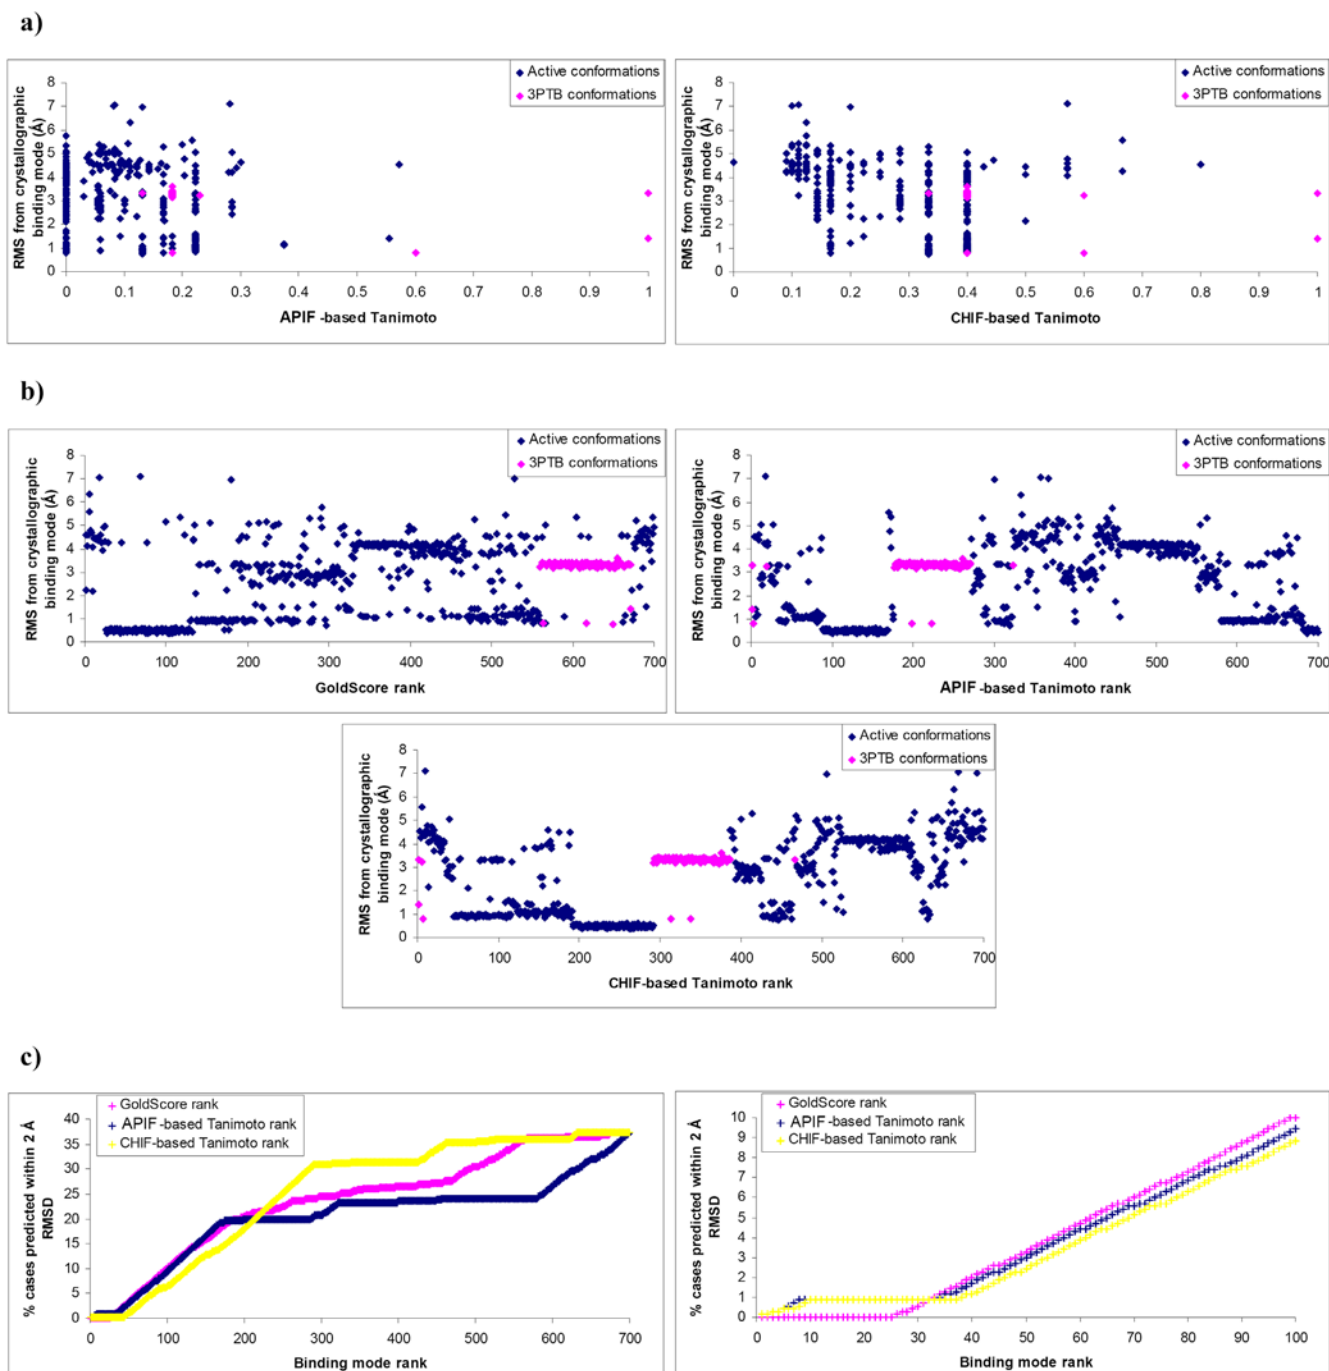 a)
Active conformations
3PTB conformations
RMS from crystallographic
binding mode (Å)
8
7
6
5
4
3
2
1
0
0 0.1 0.2 0.3 0.4 0.5 0.6 0.7 0.8 0.9 1
APIF -based Tanimoto
Active conformations
3PTB conformations
RMS from crystallographic
binding mode (Å)
8
7
6
5
4
3
2
1
0
0 0.1 0.2 0.3 0.4 0.5 0.6 0.7 0.8 0.9 1
CHIF-based Tanimoto
b)
Active conformations
3PTB conformations
RMS from crystallographic
binding mode (Å)
8
7
6
5
4
3
2
1
0
0 100 200 300 400 500 600 700
GoldScore rank
Active conformations
3PTB conformations
RMS from crystallographic
binding mode (Å)
8
7
6
5
4
3
2
1
0
0 100 200 300 400 500 600 700
APIF -based Tanimoto rank
Active conformations
3PTB conformations
RMS from crystallographic
binding mode (Å)
8
7
6
5
4
3
2
1
0
0 100 200 300 400 500 600 700
CHIF-based Tanimoto rank
c)
GoldScore rank
APIF -based Tanimoto rank
CHIF-based Tanimoto rank
% cases predicted within 2 Å
RMSD
40
35
30
25
20
15
10
5
0
0 100 200 300 400 500 600 700
Binding mode rank
GoldScore rank
APIF -based Tanimoto rank
CHIF-based Tanimoto rank
% cases predicted within 2 Å
RMSD
10
9
8
7
6
5
4
3
2
1
0
0 10 20 30 40 50 60 70 80 90 100
Binding mode rank